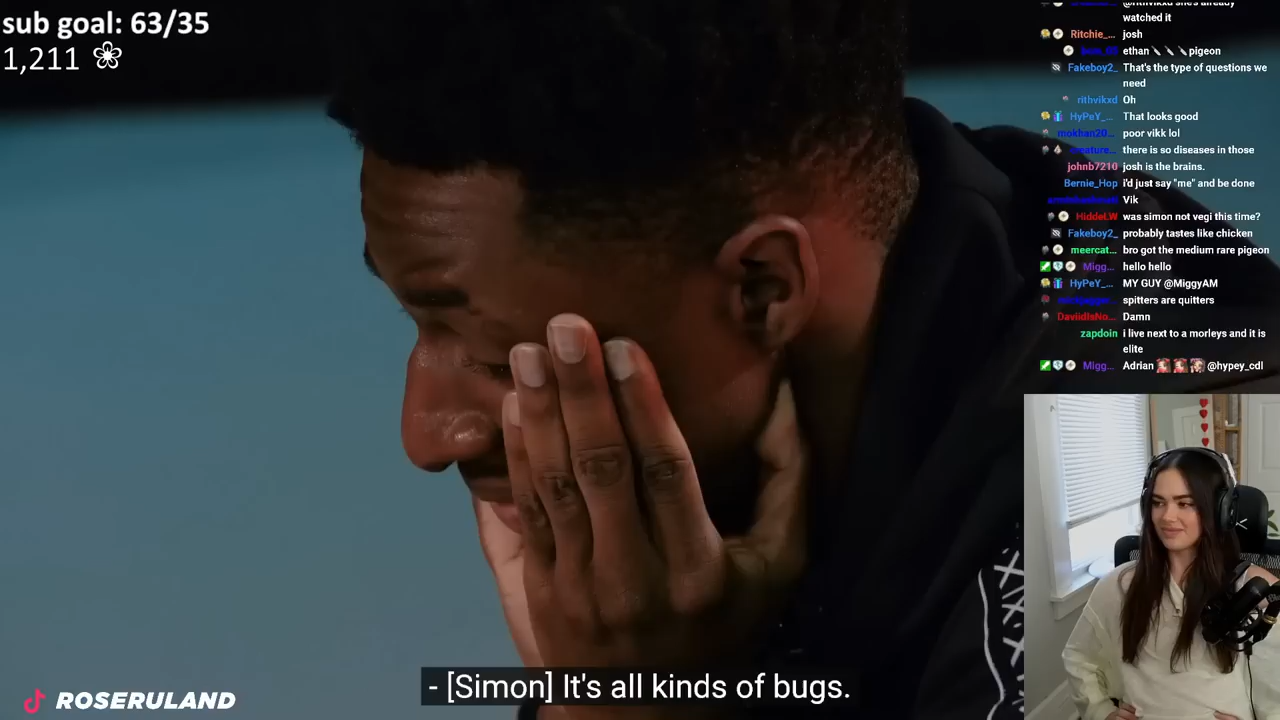 sub goal: 63/35
1,211
watched it
Ritchie_... josh
ethan pigeon
Fakeboy2_ That's the type of questions we
need
rithvikxd Oh
HyPeY_... That looks good
mokhan20... poor vikk lol
there is so diseases in those
johnb7210 josh is the brains.
Bernie_Hop i'd just say "me" and be done
Vik
HiddeLW was simon not vegi this time?
Fakeboy2_ probably tastes like chicken
meercat... bro got the medium rare pigeon
Migg... hello hello
HyPeY_... MY GUY @MiggyAM
spitters are quitters
DaviidIsNo... Damn
zapdoin i live next to a morleys and it is
elite
Migg... Adrian @hypey_cdl
- [Simon] It's all kinds of bugs.
ROSERULAND